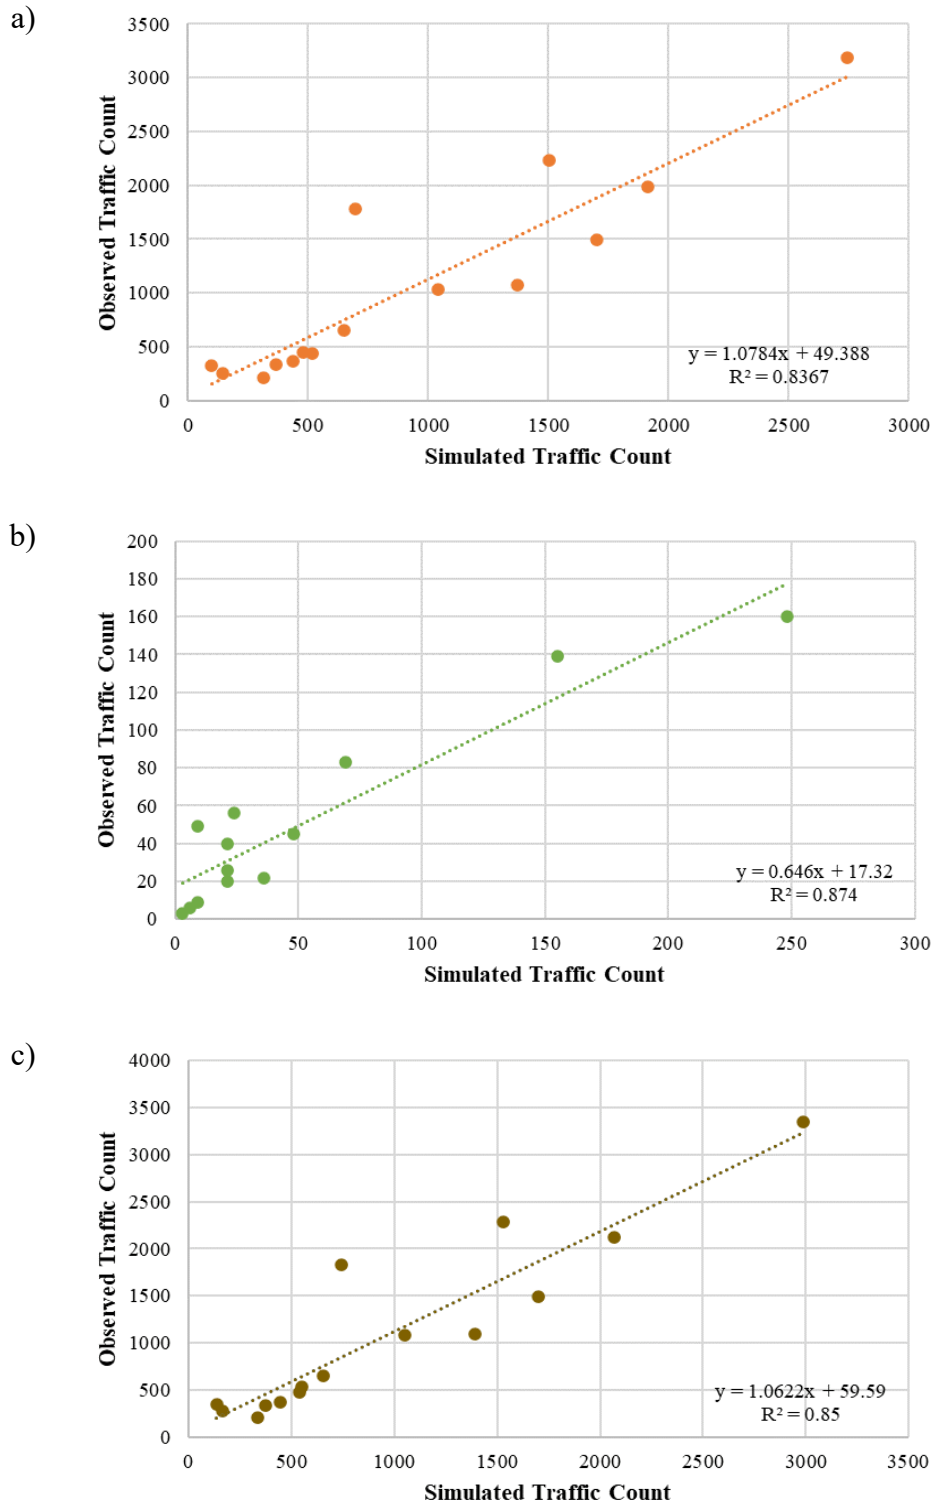 a)
3500
3000
2500
2000
1500
1000
500
0
Observed Traffic Count
y = 1.0784x + 49.388
R² = 0.8367
0 500 1000 1500 2000 2500 3000
Simulated Traffic Count
b)
200
180
160
140
120
100
80
60
40
20
0
Observed Traffic Count
y = 0.646x + 17.32
R² = 0.874
0 50 100 150 200 250 300
Simulated Traffic Count
c)
4000
3500
3000
2500
2000
1500
1000
500
0
Observed Traffic Count
y = 1.0622x + 59.59
R² = 0.85
0 500 1000 1500 2000 2500 3000 3500
Simulated Traffic Count